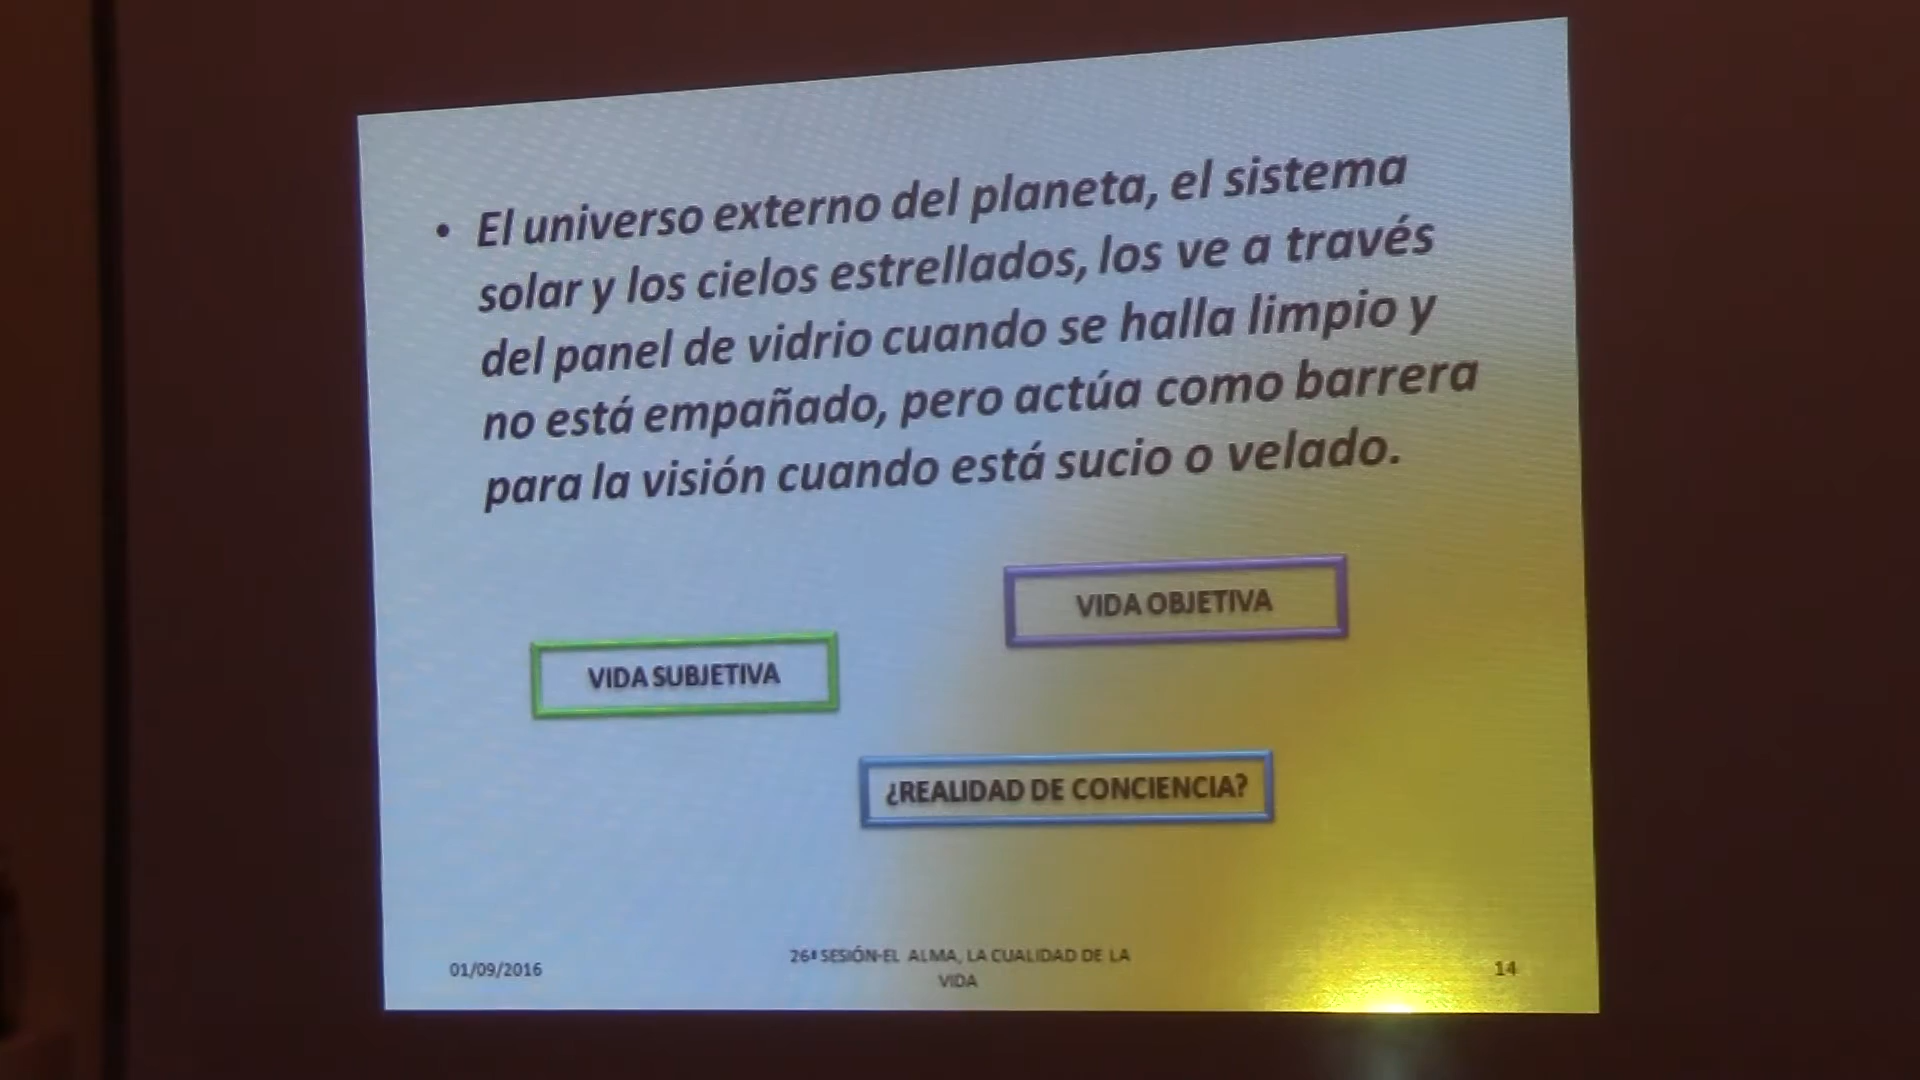 • El universo externo del planeta, el sistema
solar y los cielos estrellados, los ve a través
del panel de vidrio cuando se halla limpio y
no está empañado, pero actúa como barrera
para la visión cuando está sucio o velado.
VIDA OBJETIVA
VIDA SUBJETIVA
¿REALIDAD DE CONCIENCIA?
01/09/2016
26ª SESIÓN-EL ALMA, LA CUALIDAD DE LA
VIDA
14